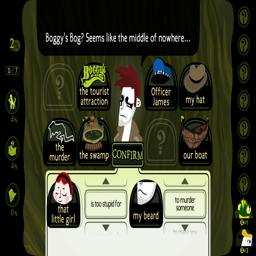 Boggy's Bog? Seems like the middle of nowhere...
BOGGY'S
the tourist
attraction
Officer
James
my hat
the
murder
the swamp
CONFIRM
our boat
that
little girl
is too stupid for
my beard
to murder
someone